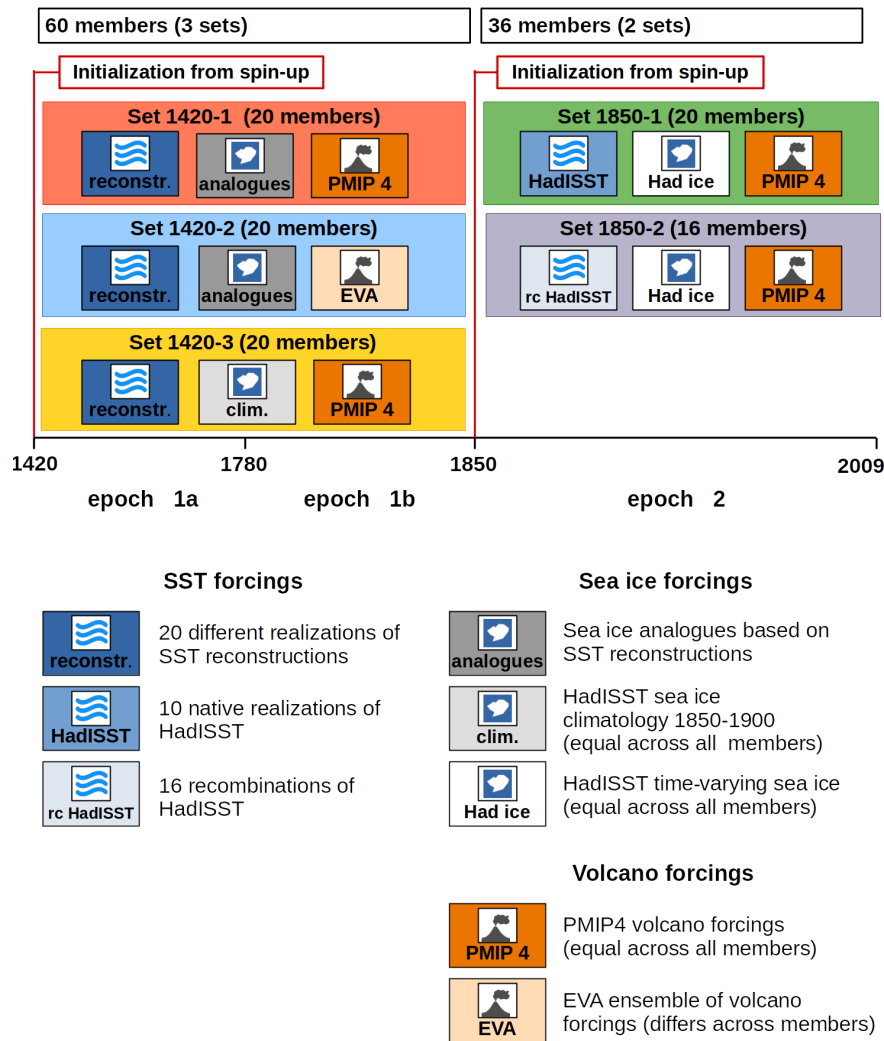 60 members (3 sets)
36 members (2 sets)
Initialization from spin-up
Initialization from spin-up
Set 1420-1 (20 members)
reconstr.
analogues
PMIP 4
Set 1850-1 (20 members)
HadISST
Had ice
PMIP 4
Set 1420-2 (20 members)
reconstr.
analogues
EVA
Set 1850-2 (16 members)
rc HadISST
Had ice
PMIP 4
Set 1420-3 (20 members)
reconstr.
clim.
PMIP 4
1420
1780
1850
2009
epoch 1a
epoch 1b
epoch 2
SST forcings
reconstr.
20 different realizations of
SST reconstructions
HadISST
10 native realizations of
HadISST
rc HadISST
16 recombinations of
HadISST
Sea ice forcings
analogues
Sea ice analogues based on
SST reconstructions
clim.
HadISST sea ice
climatology 1850-1900
(equal across all members)
Had ice
HadISST time-varying sea ice
(equal across all members)
Volcano forcings
PMIP 4
PMIP4 volcano forcings
(equal across all members)
EVA
EVA ensemble of volcano
forcings (differs across members)